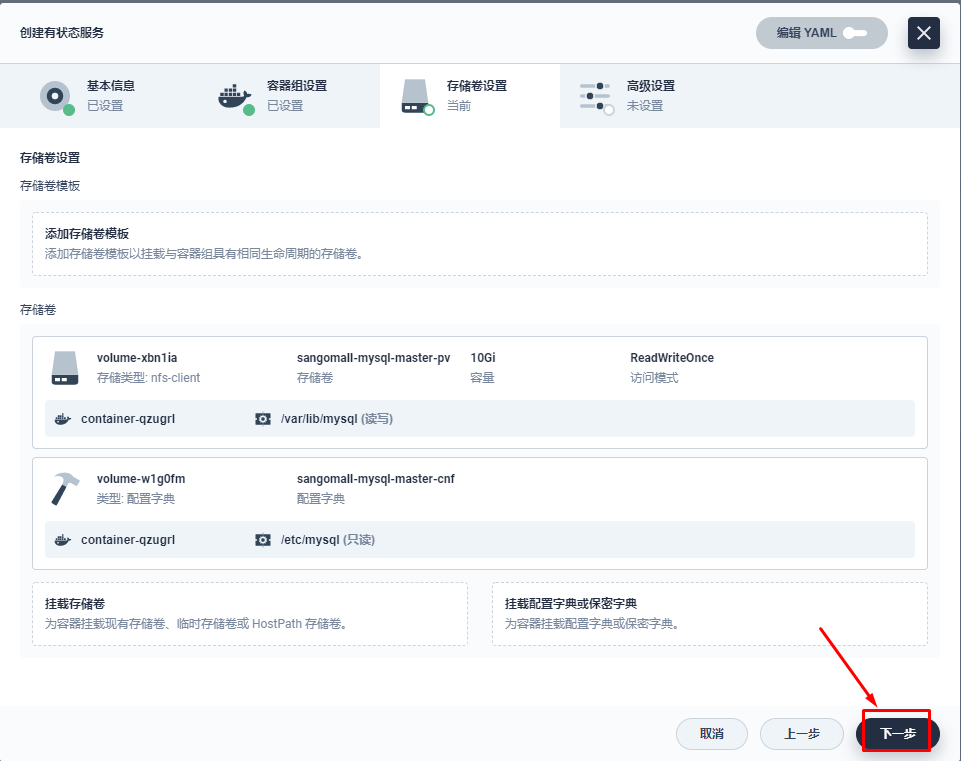 创建有状态服务
编辑 YAML
基本信息
已设置
容器组设置
已设置
存储卷设置
当前
高级设置
未设置
存储卷设置
存储卷模板
添加存储卷模板
添加存储卷模板以挂载与容器组具有相同生命周期的存储卷。
存储卷
volume-xbn1ia
存储类型: nfs-client
sangomall-mysql-master-pv
存储卷
10Gi
容量
ReadWriteOnce
访问模式
container-qzugrl
/var/lib/mysql (读写)
volume-w1g0fm
类型: 配置字典
sangomall-mysql-master-cnf
配置字典
container-qzugrl
/etc/mysql (只读)
挂载存储卷
为容器挂载现有存储卷、临时存储卷或 HostPath 存储卷。
挂载配置字典或保密字典
为容器挂载配置字典或保密字典。
取消
上一步
下一步